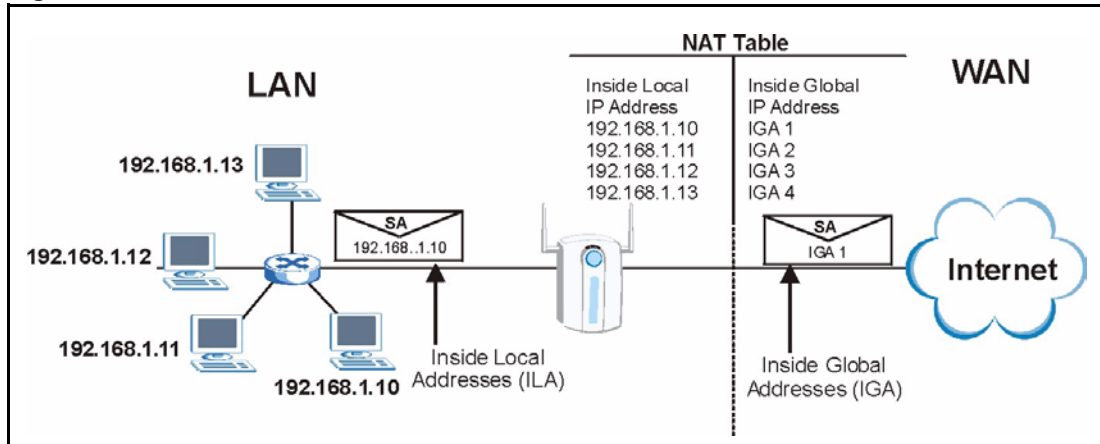 NAT Table
LAN
WAN
Inside Local
IP Address
192.168.1.10
192.168.1.11
192.168.1.12
192.168.1.13
Inside Global
IP Address
IGA 1
IGA 2
IGA 3
IGA 4
192.168.1.13
SA
192.168..1.10
SA
IGA 1
192.168.1.12
Internet
192.168.1.11
192.168.1.10
Inside Local
Addresses (ILA)
Inside Global
Addresses (IGA)